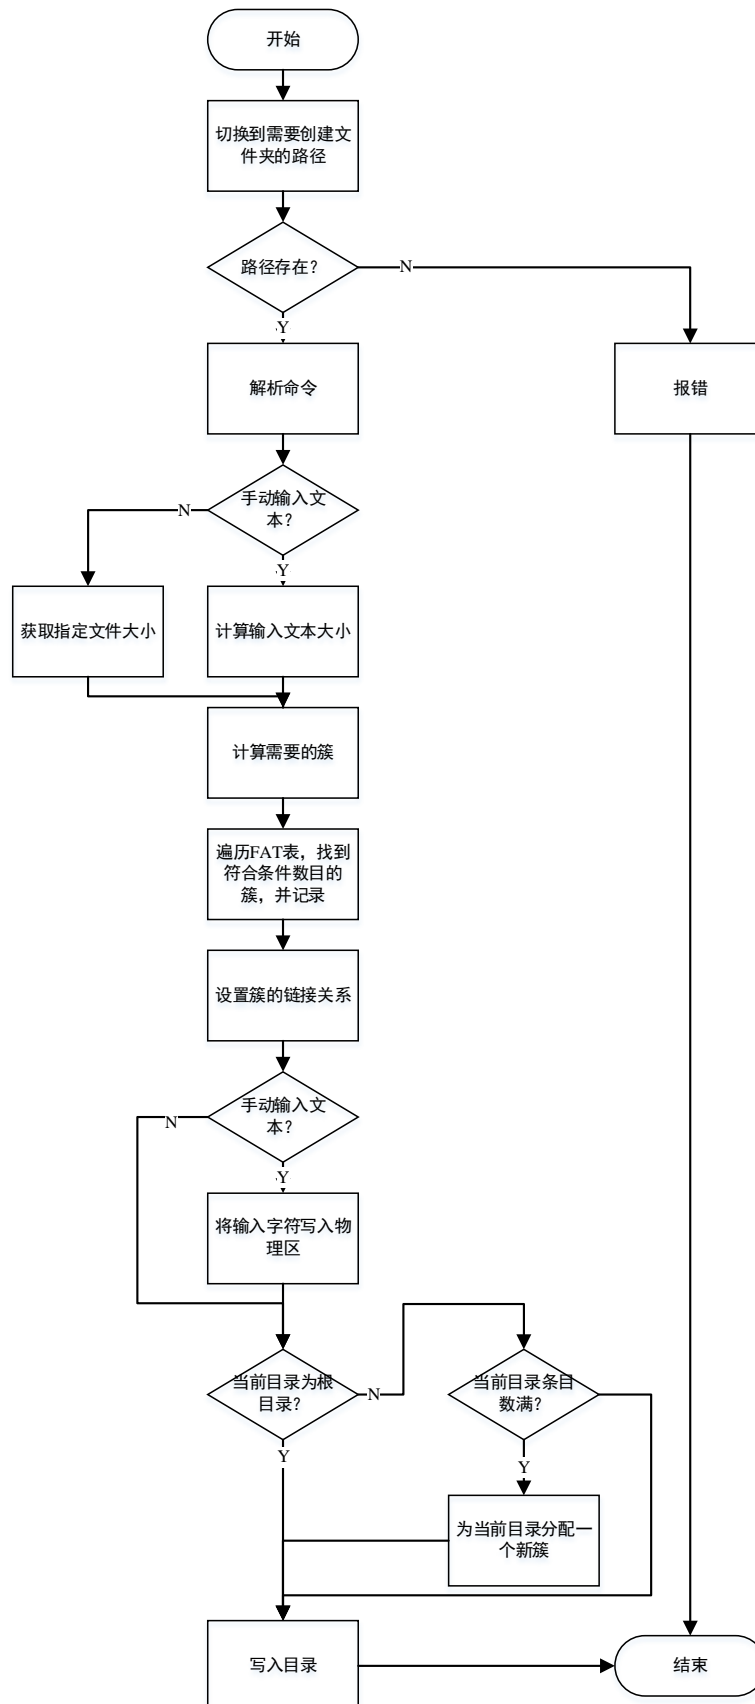 开始
切换到需要创建文
件夹的路径
路径存在？
N
Y
解析命令
报错
手动输入文
本？
N
Y
获取指定文件大小
计算输入文本大小
计算需要的簇
遍历FAT表，找到
符合条件数目的
簇，并记录
设置簇的链接关系
手动输入文
本？
N
Y
将输入字符写入物
理区
当前目录为根
目录？
N
当前目录条目
数满？
Y
Y
为当前目录分配一
个新簇
写入目录
结束